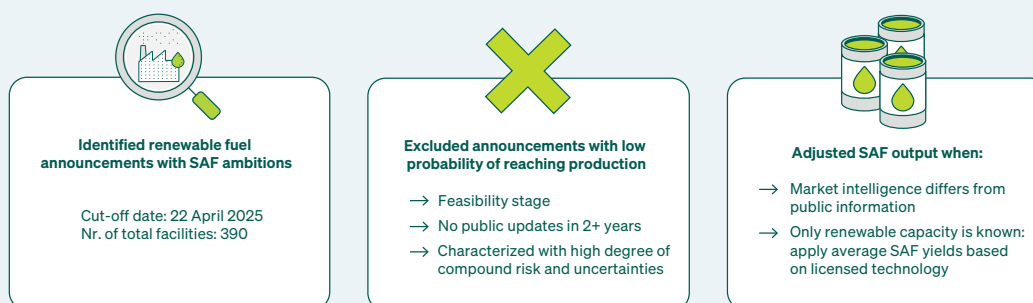 Identified renewable fuel
announcements with SAF ambitions
Cut-off date: 22 April 2025
Nr. of total facilities: 390
Excluded announcements with low
probability of reaching production
→ Feasibility stage
→ No public updates in 2+ years
→ Characterized with high degree of
compound risk and uncertainties
Adjusted SAF output when:
→ Market intelligence differs from
public information
→ Only renewable capacity is known:
apply average SAF yields based
on licensed technology